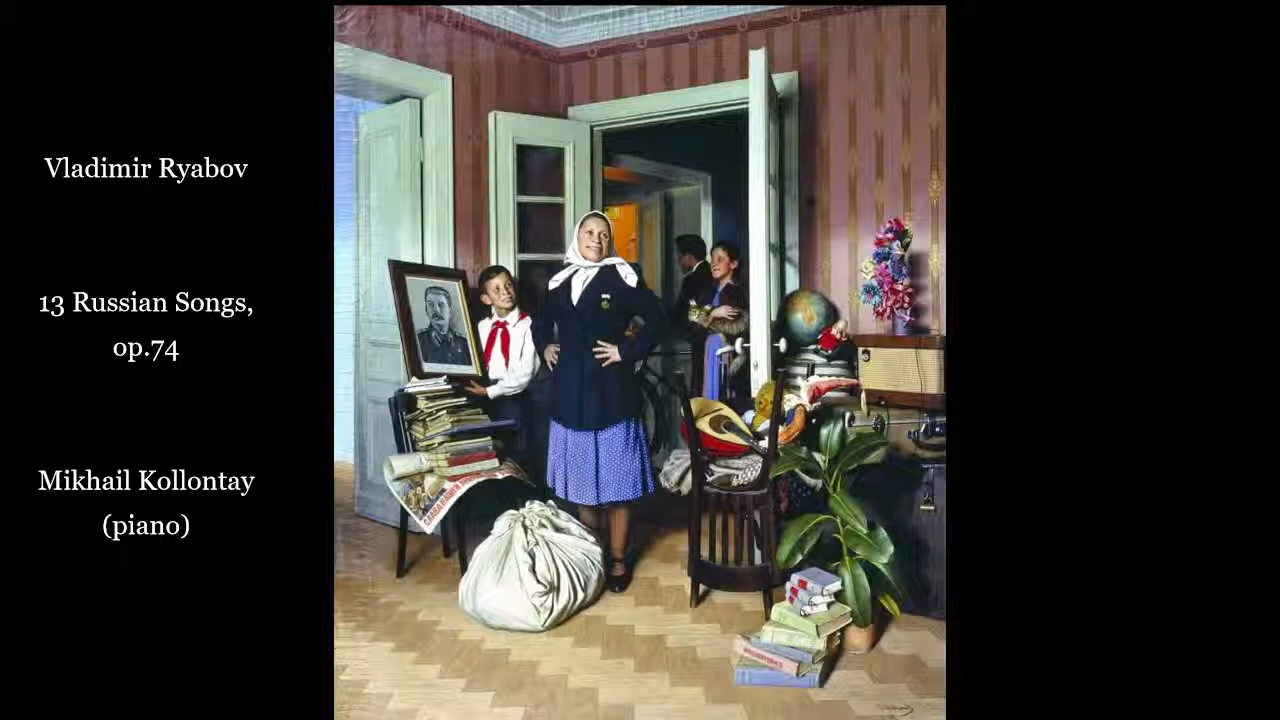 Vladimir Ryabov
13 Russian Songs,
op.74
Mikhail Kollontay
(piano)